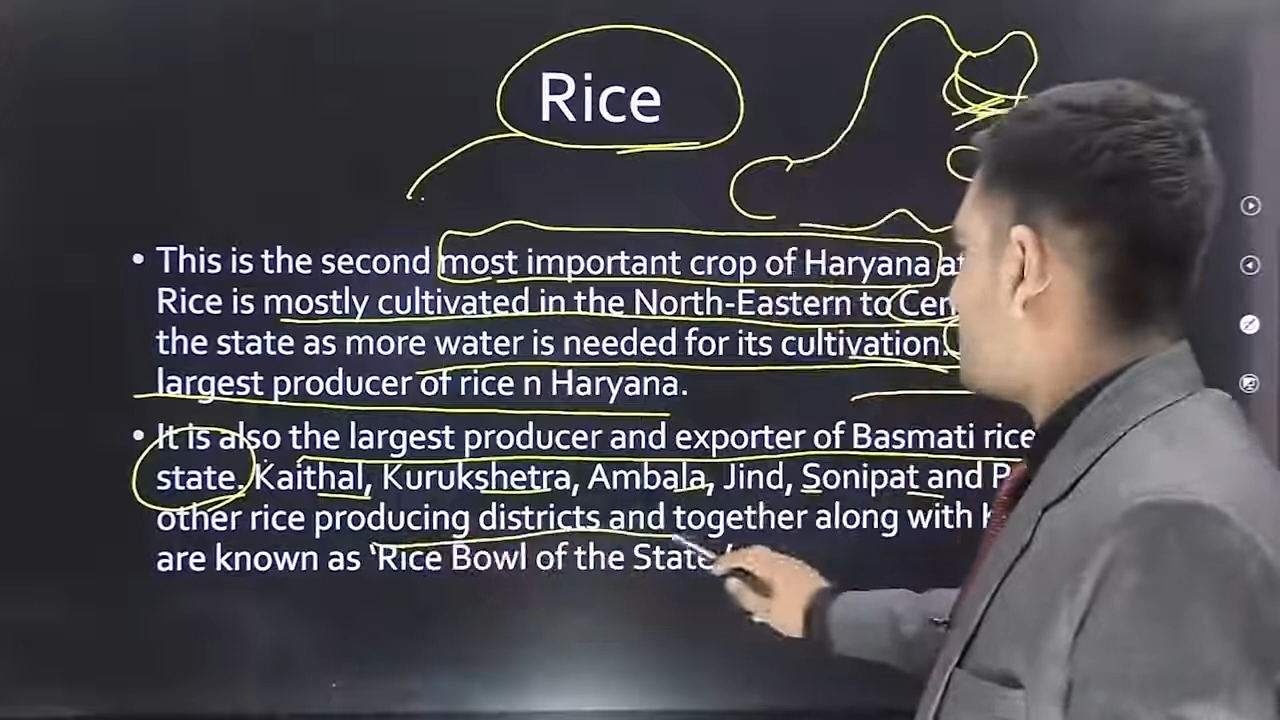 Rice
• This is the second most important crop of Haryana
Rice is mostly cultivated in the North-Eastern to
the state as more water is needed for its cultivation.
largest producer of rice n Haryana.
• It is also the largest producer and exporter of Basmati rice
state. Kaithal, Kurukshetra, Ambala, Jind, Sonipat and
other rice producing districts and together along with
are known as ‘Rice Bowl of the State’